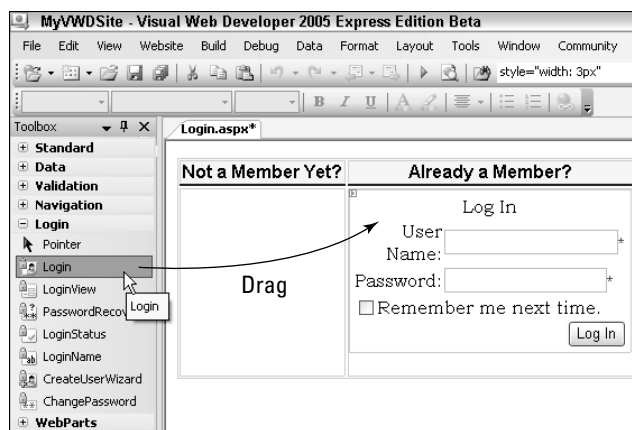 MyVWDSite - Visual Web Developer 2005 Express Edition Beta
File Edit View Website Build Debug Data Format Layout Tools Window Community
style="width: 3px"
B I U A
Toolbox
Login.aspx*
Standard
Data
Validation
Navigation
Login
Pointer
Login
LoginView
PasswordRecov
Login
LoginStatus
LoginName
CreateUserWizard
ChangePassword
WebParts
Not a Member Yet? Already a Member?
Drag
Log In
User
Name: *
Password: *
Remember me next time.
Log In